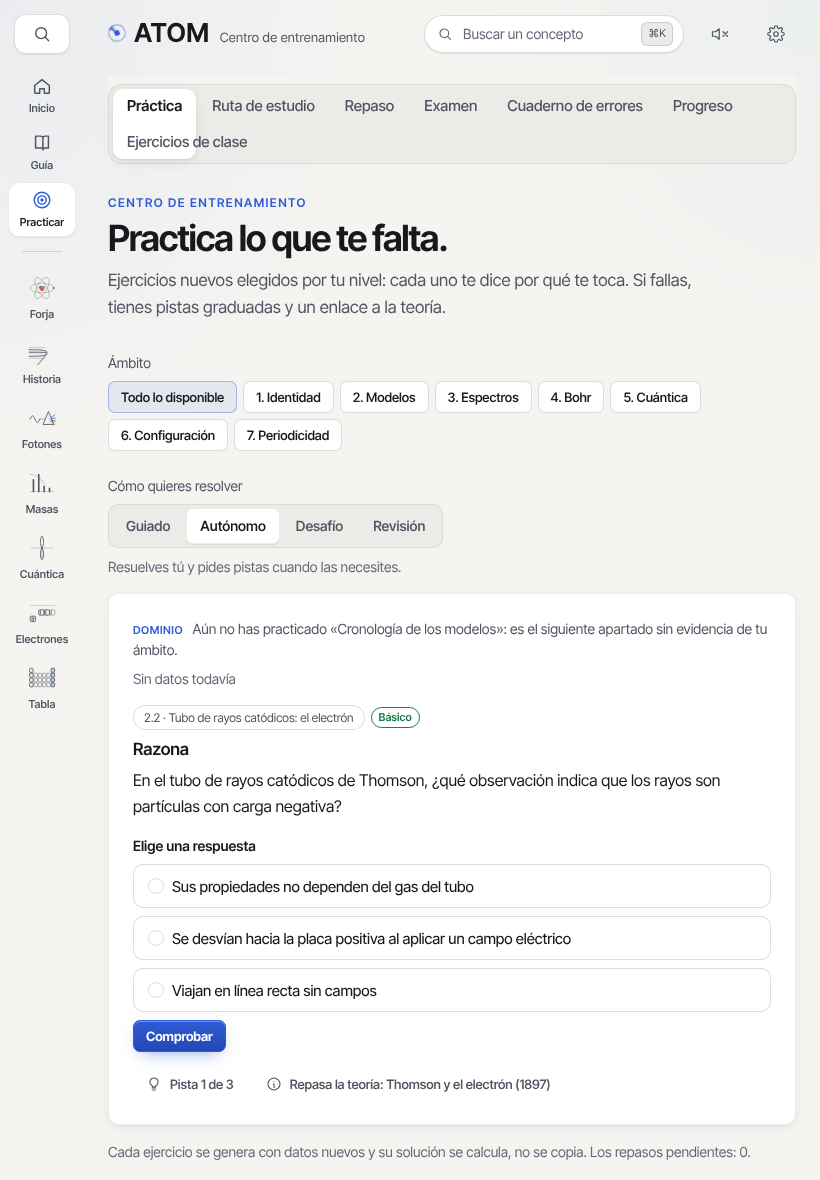 ATOM Centro de entrenamiento
Buscar un concepto ⌘K
Inicio
Guía
Practicar
Forja
Historia
Fotones
Masas
Cuántica
Electrones
Tabla
Práctica Ruta de estudio Repaso Examen Cuaderno de errores Progreso
Ejercicios de clase
CENTRO DE ENTRENAMIENTO
Practica lo que te falta.
Ejercicios nuevos elegidos por tu nivel: cada uno te dice por qué te toca. Si fallas,
tienes pistas graduadas y un enlace a la teoría.
Ámbito
Todo lo disponible 1. Identidad 2. Modelos 3. Espectros 4. Bohr 5. Cuántica
6. Configuración 7. Periodicidad
Cómo quieres resolver
Guiado Autónomo Desafío Revisión
Resuelves tú y pides pistas cuando las necesites.
DOMINIO Aún no has practicado «Cronología de los modelos»: es el siguiente apartado sin evidencia de tu
ámbito.
Sin datos todavía
2.2 · Tubo de rayos catódicos: el electrón Básico
Razona
En el tubo de rayos catódicos de Thomson, ¿qué observación indica que los rayos son
partículas con carga negativa?
Elige una respuesta
Sus propiedades no dependen del gas del tubo
Se desvían hacia la placa positiva al aplicar un campo eléctrico
Viajan en línea recta sin campos
Comprobar
Pista 1 de 3 Repasa la teoría: Thomson y el electrón (1897)
Cada ejercicio se genera con datos nuevos y su solución se calcula, no se copia. Los repasos pendientes: 0.